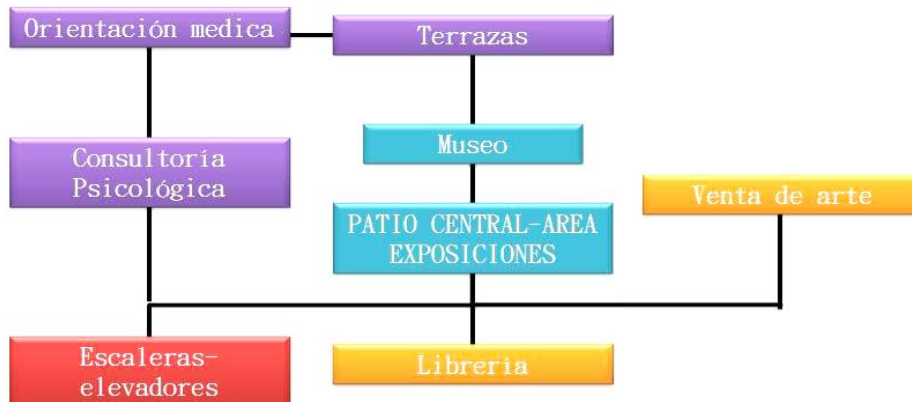 Orientación medica
Terrazas
Museo
Consultoría
Psicológica
Venta de arte
PATIO CENTRAL-AREA
EXPOSICIONES
Escaleras-
elevadores
Libreria